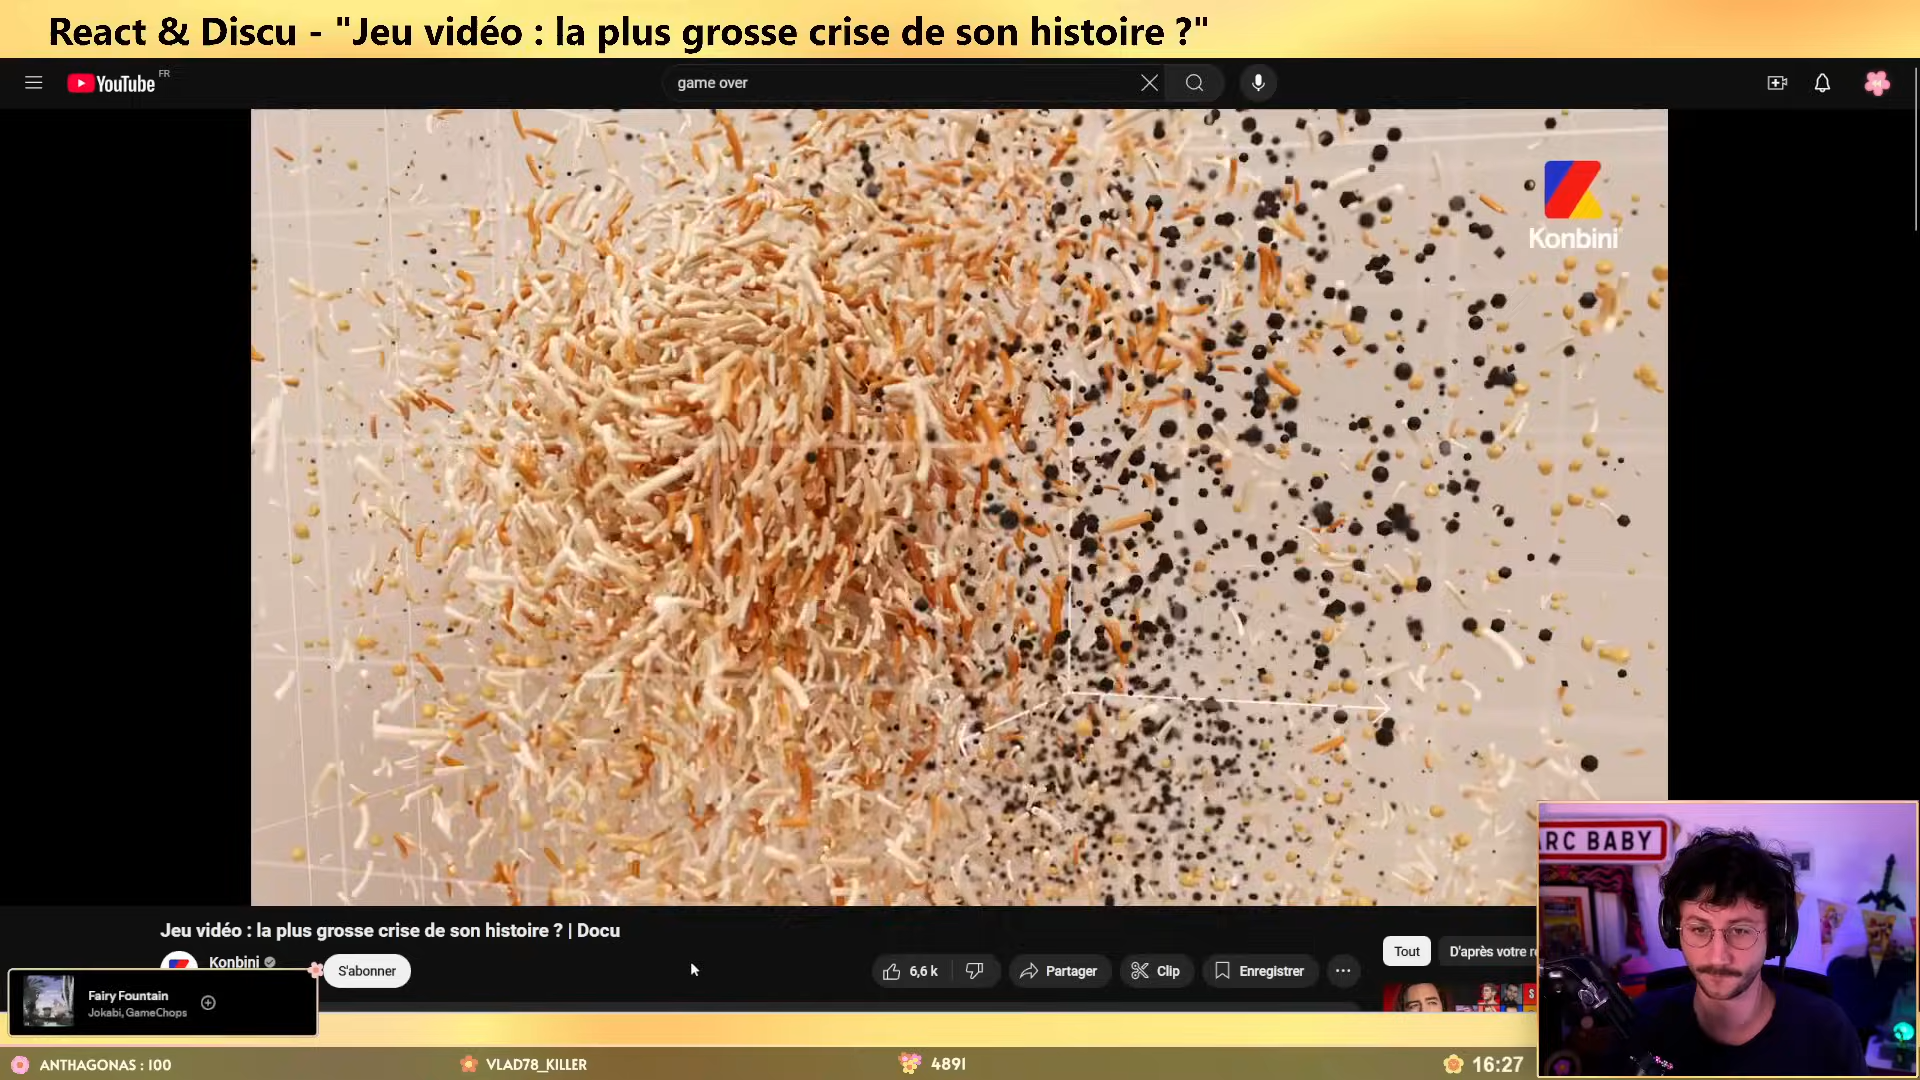 React & Discu - "Jeu vidéo : la plus grosse crise de son histoire ?"
YouTube FR
game over
Konbini
Jeu vidéo : la plus grosse crise de son histoire ? | Docu
Konbini
S'abonner
6,6 k
Partager
Clip
Enregistrer
Tout
D'après votre re
ARC BABY
Fairy Fountain
Jokabi, GameChops
ANTHAGONAS : 100
VLAD78_KILLER
4891
16:27